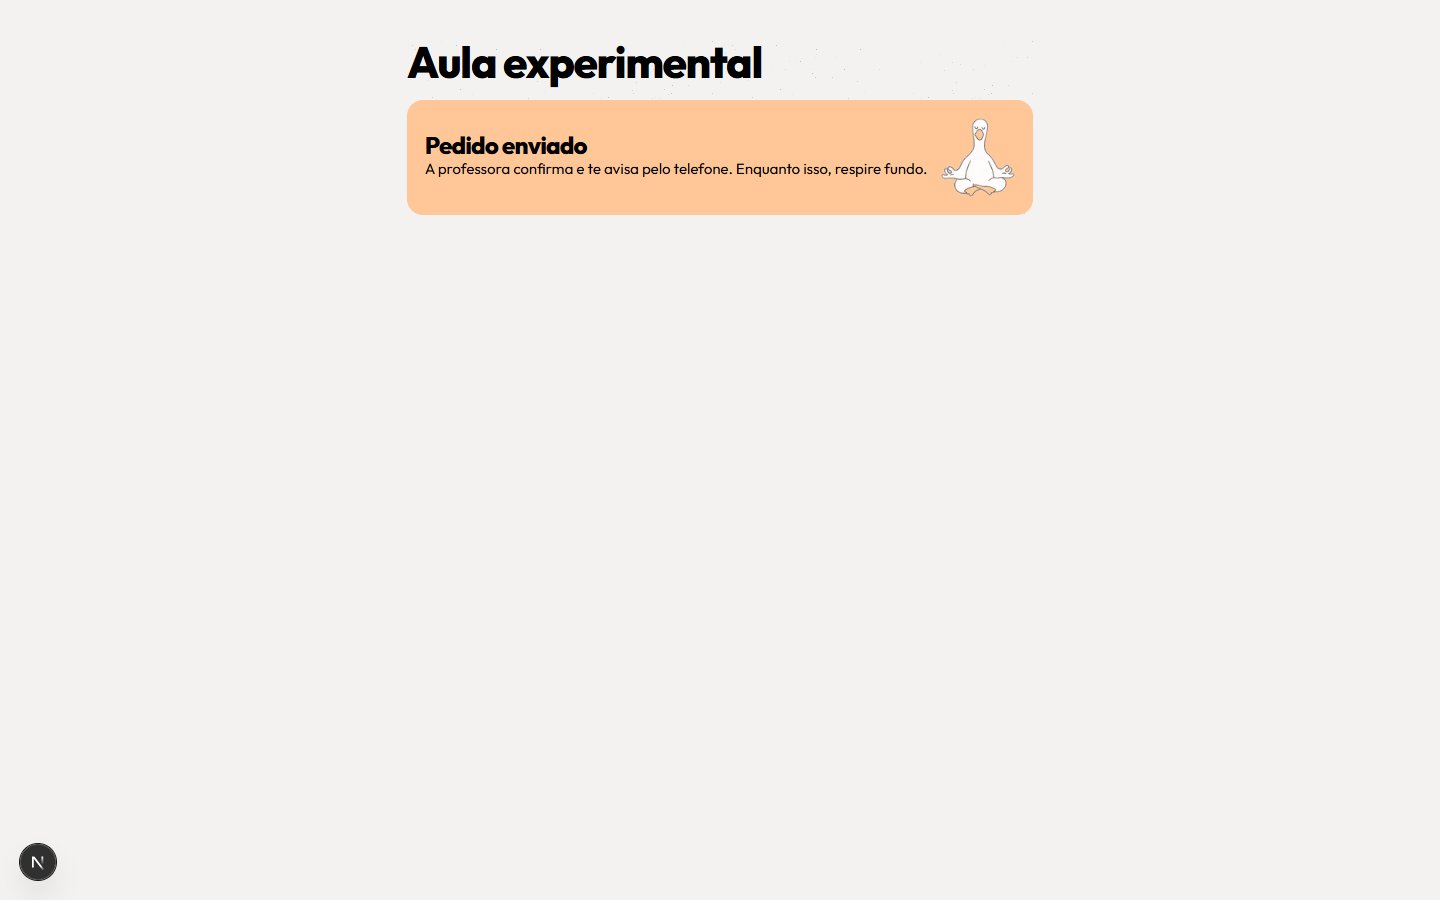 Aula experimental
Pedido enviado
A professora confirma e te avisa pelo telefone. Enquanto isso, respire fundo.
N